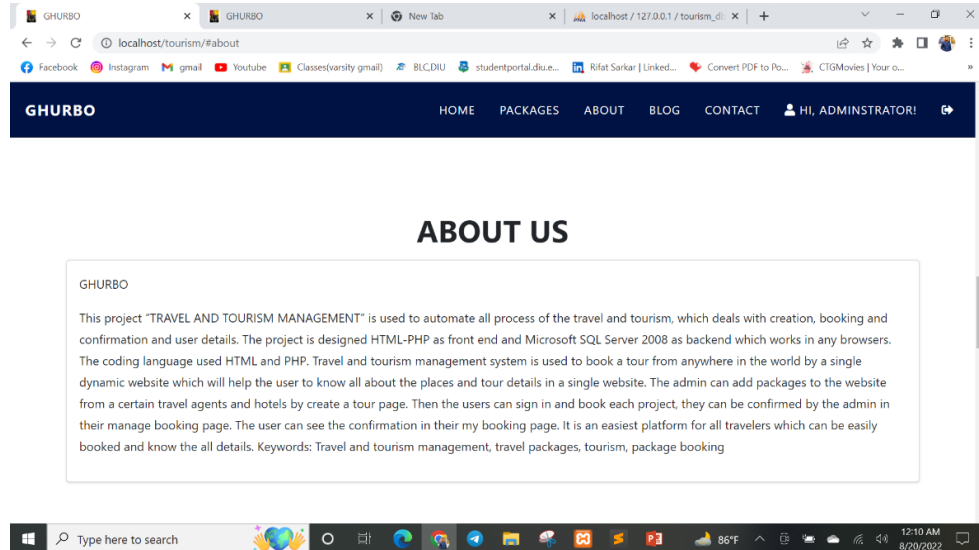 GHURBO
GHURBO
New Tab
localhost / 127.0.0.1 / tourism_d
localhost/tourism/#about
Facebook Instagram gmail Youtube Classes(varsity gmail) BLC,DIU studentportal.diu.e... Rifat Sarkar | Linked... Convert PDF to Po... CTGMovies | Your o... »
GHURBO HOME PACKAGES ABOUT BLOG CONTACT HI, ADMINSTRATOR!
ABOUT US
GHURBO
This project “TRAVEL AND TOURISM MANAGEMENT” is used to automate all process of the travel and tourism, which deals with creation, booking and
confirmation and user details. The project is designed HTML-PHP as front end and Microsoft SQL Server 2008 as backend which works in any browsers.
The coding language used HTML and PHP. Travel and tourism management system is used to book a tour from anywhere in the world by a single
dynamic website which will help the user to know all about the places and tour details in a single website. The admin can add packages to the website
from a certain travel agents and hotels by create a tour page. Then the users can sign in and book each project, they can be confirmed by the admin in
their manage booking page. The user can see the confirmation in their my booking page. It is an easiest platform for all travelers which can be easily
booked and know the all details. Keywords: Travel and tourism management, travel packages, tourism, package booking
Type here to search
86°F
12:10 AM
8/20/2022